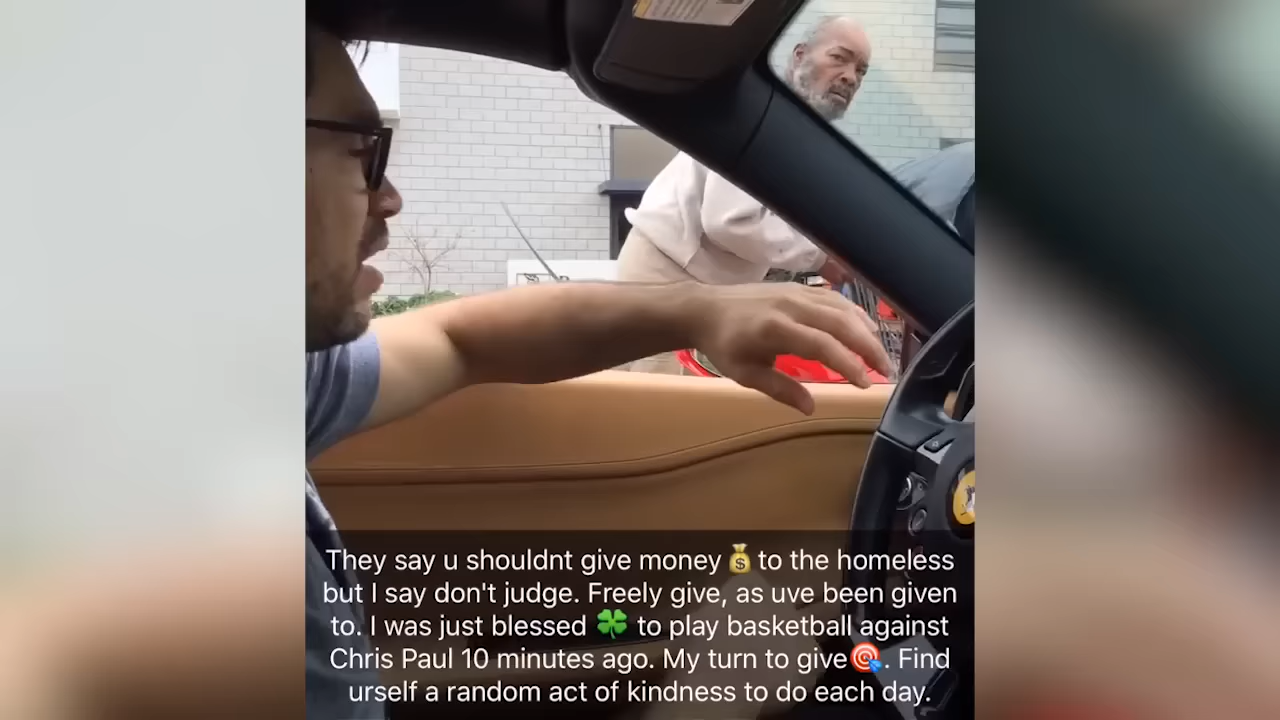 They say u shouldnt give money💰to the homeless
but I say don't judge. Freely give, as uve been given
to. I was just blessed 🍀 to play basketball against
Chris Paul 10 minutes ago. My turn to give🎯. Find
urself a random act of kindness to do each day.